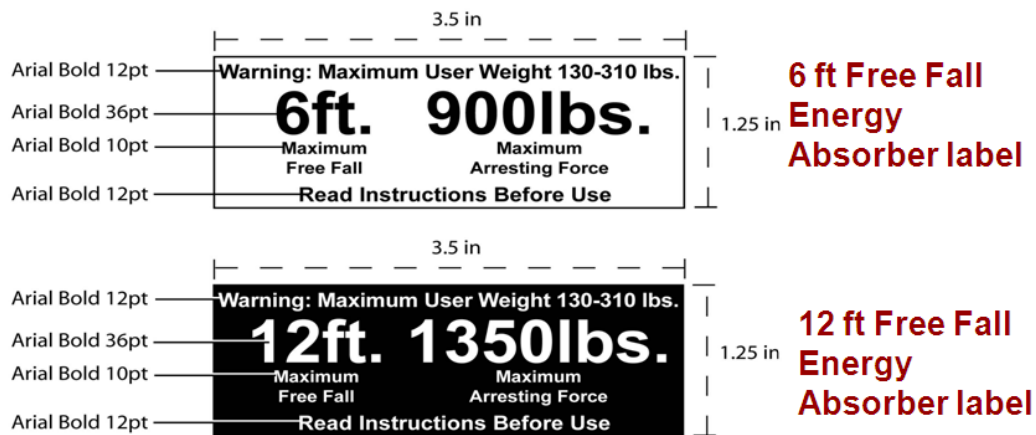 3.5 in
Arial Bold 12pt
Warning: Maximum User Weight 130-310 lbs.
Arial Bold 36pt
6ft. 900lbs.
Arial Bold 10pt
Maximum Maximum
Free Fall Arresting Force
Arial Bold 12pt
Read Instructions Before Use
1.25 in
6 ft Free Fall
Energy
Absorber label
3.5 in
Arial Bold 12pt
Warning: Maximum User Weight 130-310 lbs.
Arial Bold 36pt
12ft. 1350lbs.
Arial Bold 10pt
Maximum Maximum
Free Fall Arresting Force
Arial Bold 12pt
Read Instructions Before Use
1.25 in
12 ft Free Fall
Energy
Absorber label